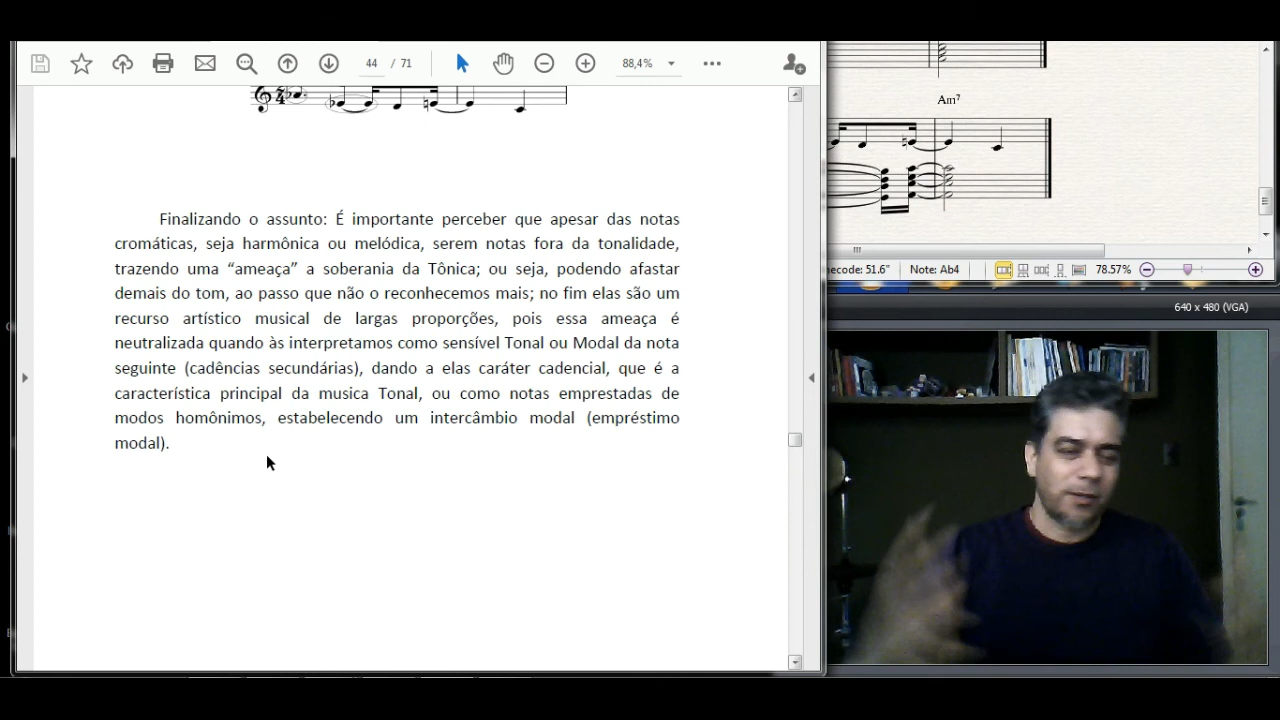 44 / 71
88,4%
Finalizando o assunto: É importante perceber que apesar das notas
cromáticas, seja harmônica ou melódica, serem notas fora da tonalidade,
trazendo uma “ameaça” a soberania da Tônica; ou seja, podendo afastar
demais do tom, ao passo que não o reconhecemos mais; no fim elas são um
recurso artístico musical de largas proporções, pois essa ameaça é
neutralizada quando às interpretamos como sensível Tonal ou Modal da nota
seguinte (cadências secundárias), dando a elas caráter cadencial, que é a
característica principal da musica Tonal, ou como notas emprestadas de
modos homônimos, estabelecendo um intercâmbio modal (empréstimo
modal).
Am7
ecode: 51.6" Note: Ab4 78.57%
640 x 480 (VGA)